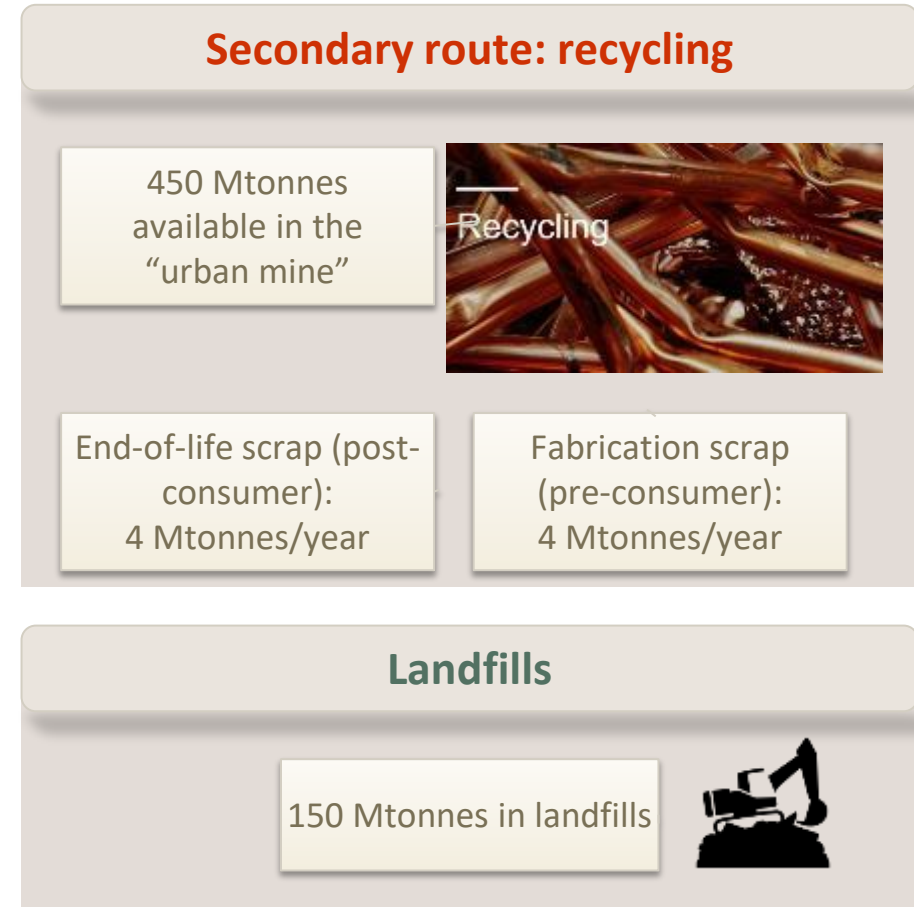 Secondary route: recycling
450 Mtonnes
available in the
“urban mine”
Recycling
End-of-life scrap (post-
consumer):
4 Mtonnes/year
Fabrication scrap
(pre-consumer):
4 Mtonnes/year
Landfills
150 Mtonnes in landfills